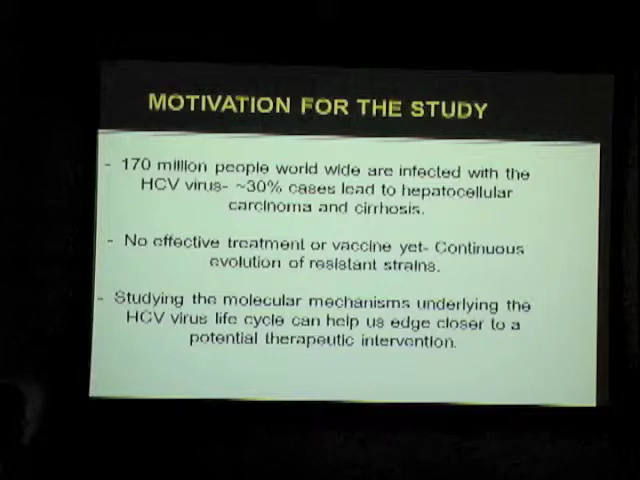 MOTIVATION FOR THE STUDY
- 170 million people world wide are infected with the
HCV virus- ~30% cases lead to hepatocellular
carcinoma and cirrhosis.
- No effective treatment or vaccine yet- Continuous
evolution of resistant strains.
- Studying the molecular mechanisms underlying the
HCV virus life cycle can help us edge closer to a
potential therapeutic intervention.